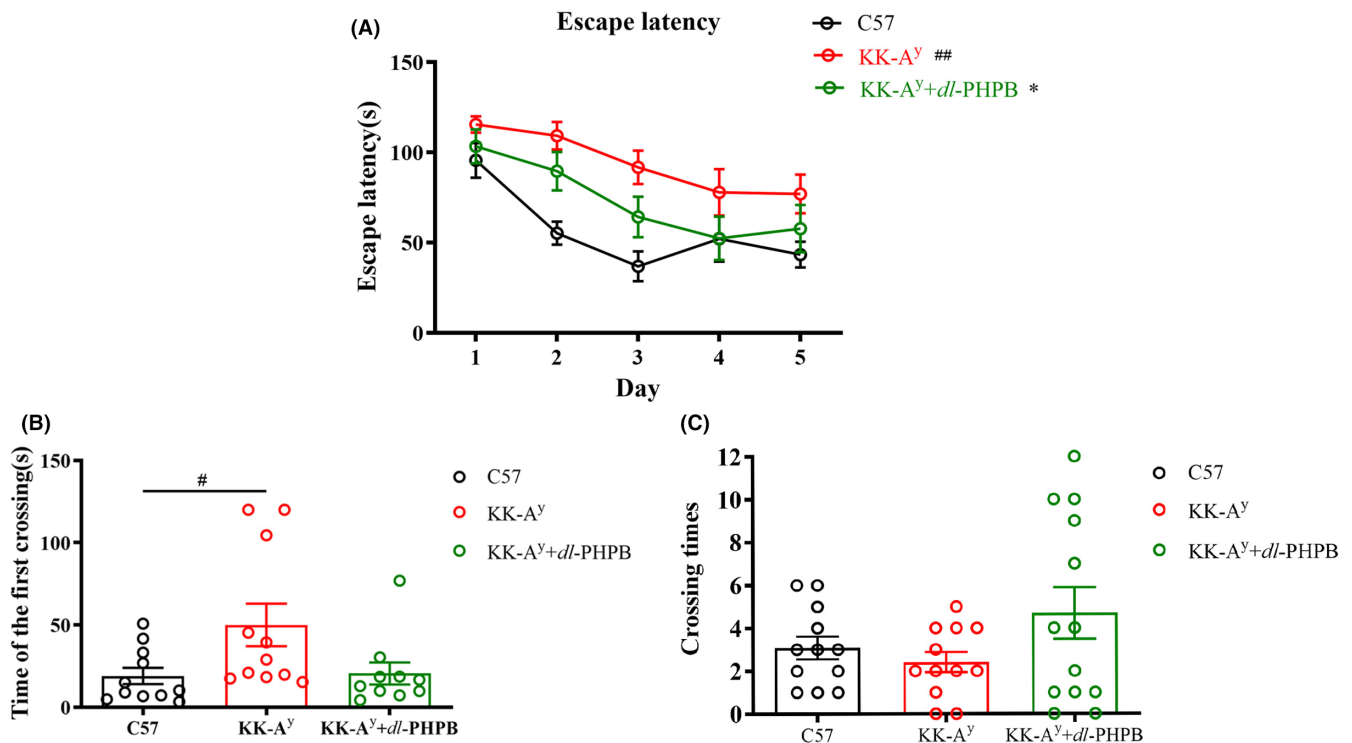 (A)
Escape latency
C57
KK-Aʸ ##
KK-Aʸ+dl-PHPB *
Escape latency(s)
150
100
50
0
1 2 3 4 5
Day
(B)
Time of the first crossing(s)
150
100
50
0
#
C57 KK-Aʸ KK-Aʸ+dl-PHPB
C57
KK-Aʸ
KK-Aʸ+dl-PHPB
(C)
Crossing times
12
10
8
6
4
2
0
C57 KK-Aʸ KK-Aʸ+dl-PHPB
C57
KK-Aʸ
KK-Aʸ+dl-PHPB